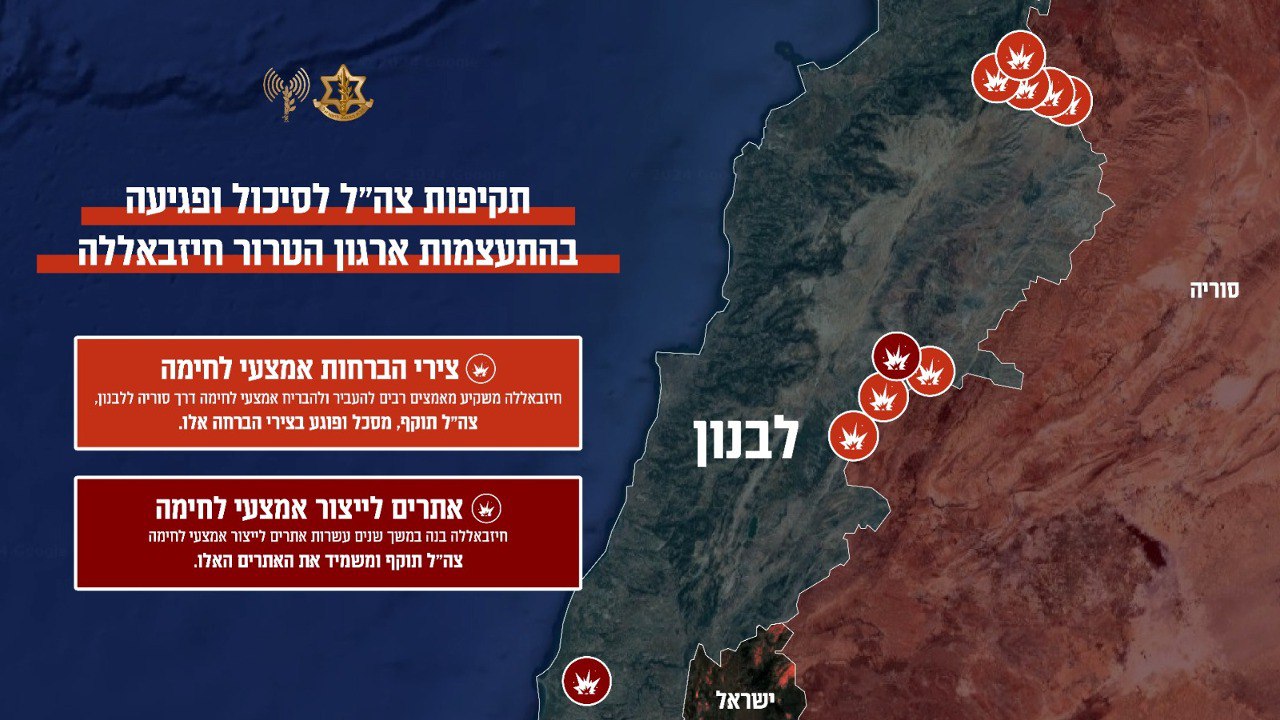 תקיפות צה"ל לסיכול ופגיעה
בהתעצמות ארגון הטרור חיזבאללה
צירי הברחות אמצעי לחימה
חיזבאללה משקיע מאמצים רבים להעביר ולהבריח אמצעי לחימה דרך סוריה ללבנון,
צה"ל תוקף, מסכל ופוגע בצירי הברחה אלו.
אתרים לייצור אמצעי לחימה
חיזבאללה בנה במשך שנים עשרות אתרים לייצור אמצעי לחימה
צה"ל תוקף ומשמיד את האתרים האלו.
סוריה
לבנון
ישראל